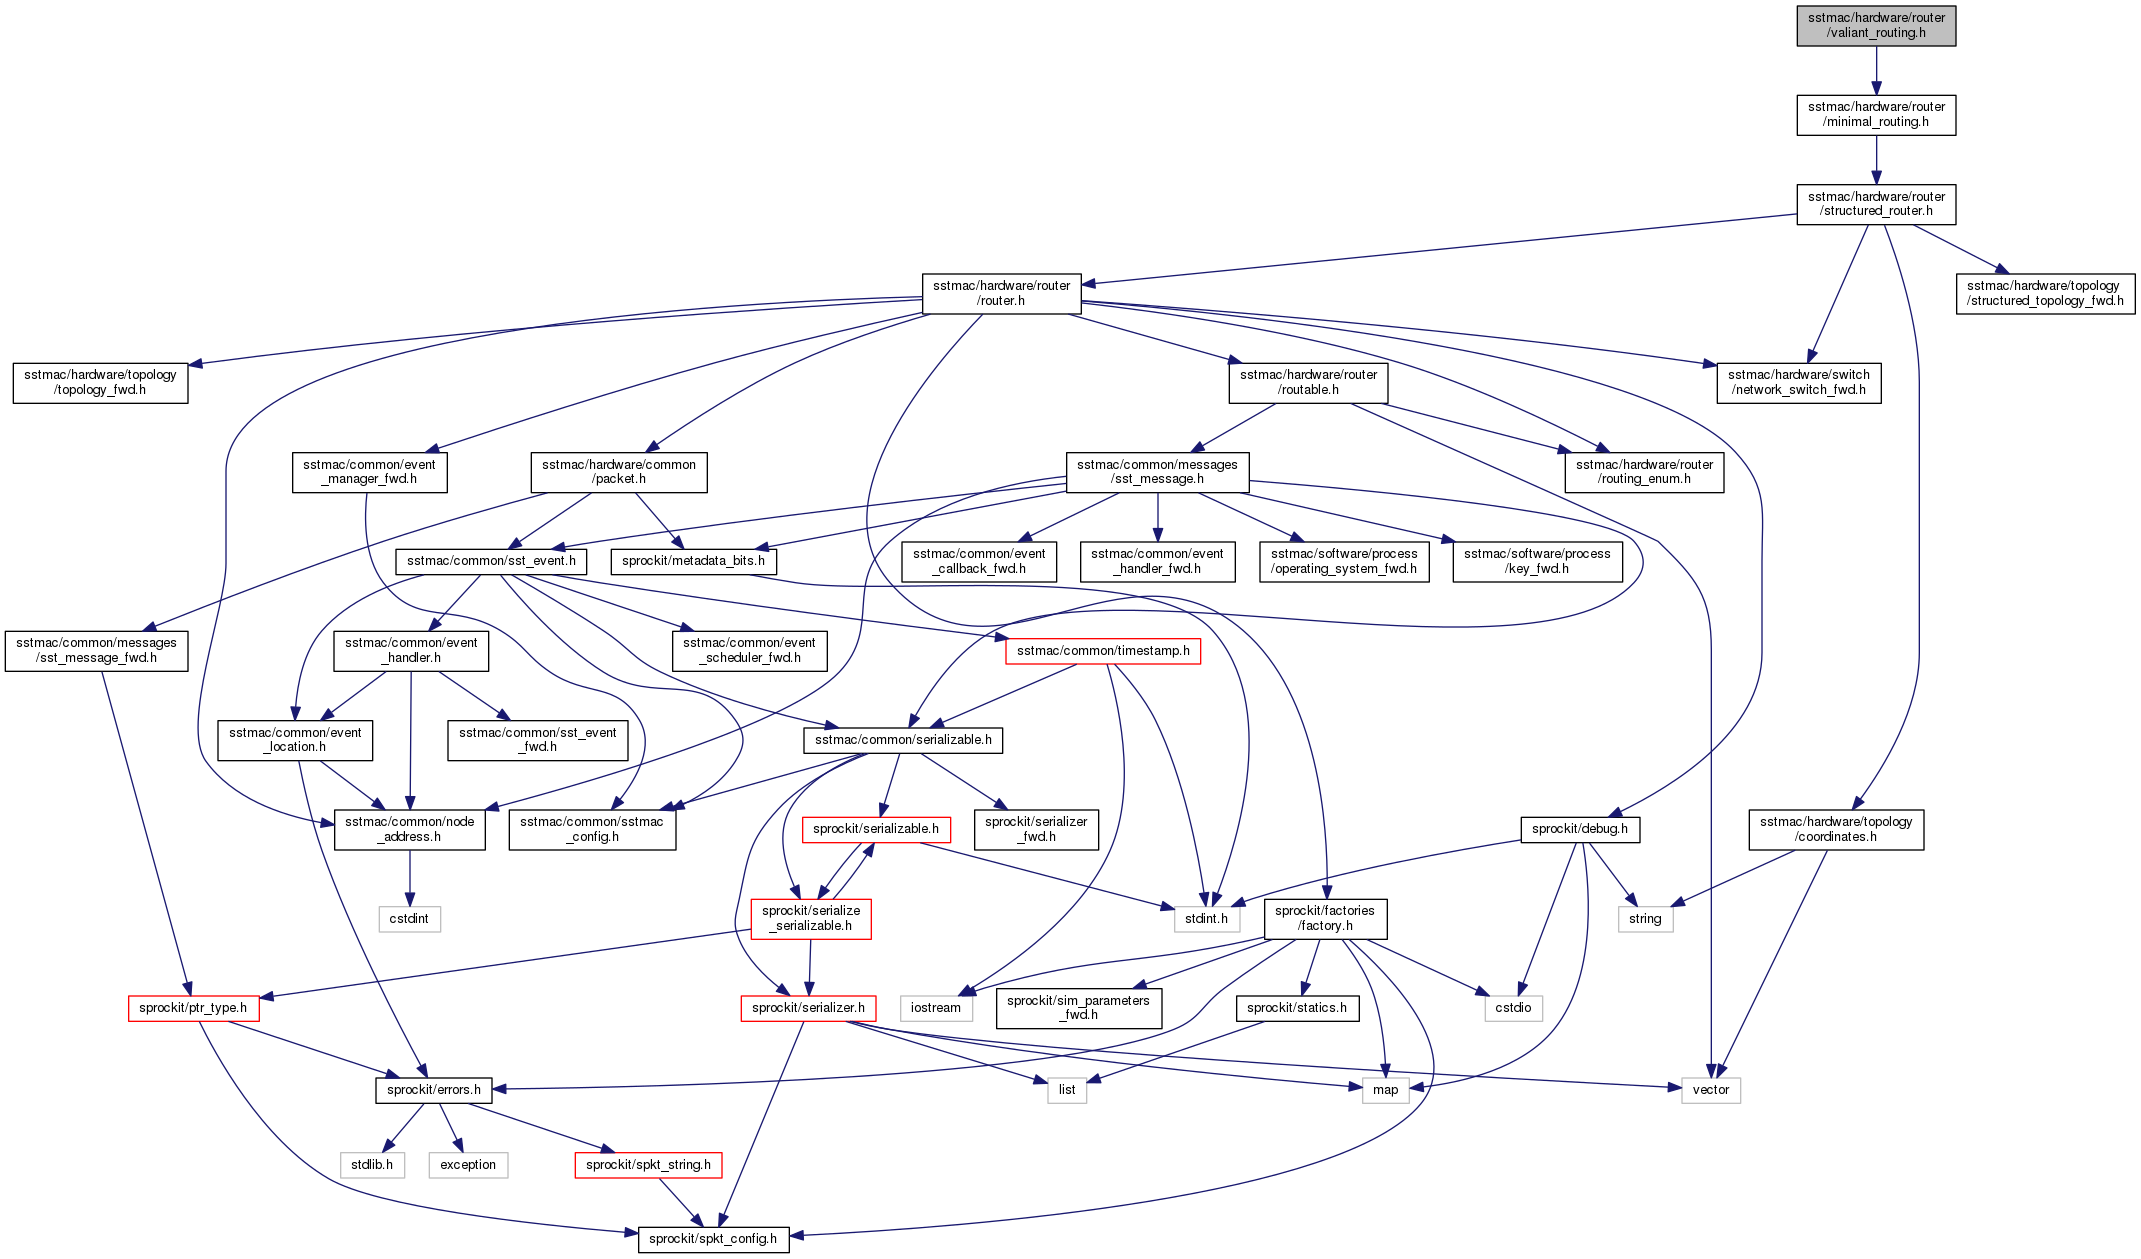 sstmac/hardware/router
/valiant_routing.h
sstmac/hardware/router
/minimal_routing.h
sstmac/hardware/router
/structured_router.h
sstmac/hardware/router
/router.h
sstmac/hardware/topology
/structured_topology_fwd.h
sstmac/hardware/topology
/topology_fwd.h
sstmac/hardware/router
/routable.h
sstmac/hardware/switch
/network_switch_fwd.h
sstmac/common/event
_manager_fwd.h
sstmac/hardware/common
/packet.h
sstmac/common/messages
/sst_message.h
sstmac/hardware/router
/routing_enum.h
sstmac/common/sst_event.h
sprockit/metadata_bits.h
sstmac/common/event
_callback_fwd.h
sstmac/common/event
_handler_fwd.h
sstmac/software/process
/operating_system_fwd.h
sstmac/software/process
/key_fwd.h
sstmac/common/messages
/sst_message_fwd.h
sstmac/common/event
_handler.h
sstmac/common/event
_scheduler_fwd.h
sstmac/common/timestamp.h
sstmac/common/event
_location.h
sstmac/common/sst_event
_fwd.h
sstmac/common/serializable.h
sstmac/common/node
_address.h
sstmac/common/sstmac
_config.h
sprockit/serializable.h
sprockit/serializer
_fwd.h
sprockit/debug.h
sstmac/hardware/topology
/coordinates.h
cstdint
sprockit/serialize
_serializable.h
stdint.h
sprockit/factories
/factory.h
string
sprockit/ptr_type.h
sprockit/serializer.h
iostream
sprockit/sim_parameters
_fwd.h
sprockit/statics.h
cstdio
sprockit/errors.h
list
map
vector
stdlib.h
exception
sprockit/spkt_string.h
sprockit/spkt_config.h